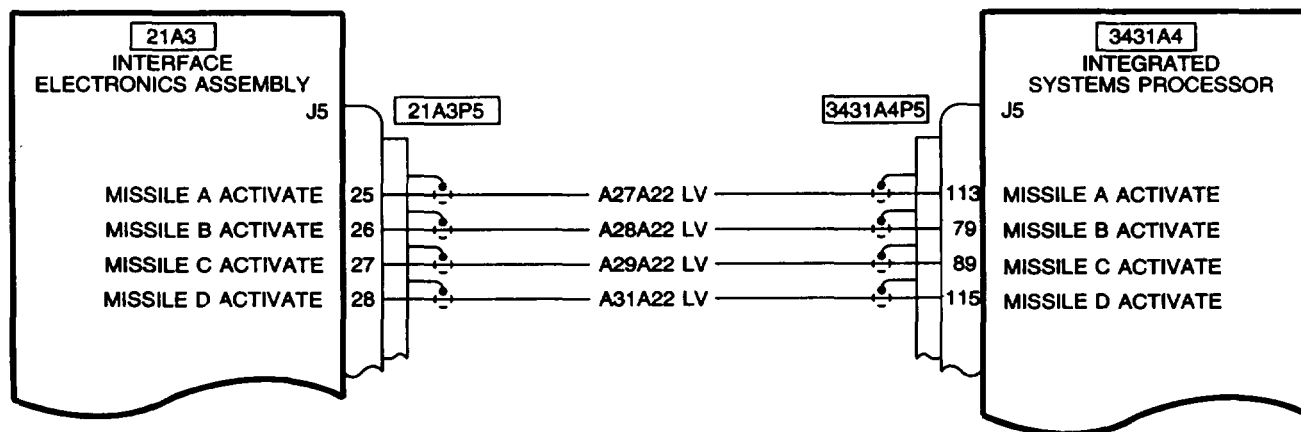 21A3
INTERFACE
ELECTRONICS ASSEMBLY
J5
21A3P5
3431A4P5
3431A4
INTEGRATED
SYSTEMS PROCESSOR
J5
MISSILE A ACTIVATE 25 A27A22 LV 113 MISSILE A ACTIVATE
MISSILE B ACTIVATE 26 A28A22 LV 79 MISSILE B ACTIVATE
MISSILE C ACTIVATE 27 A29A22 LV 89 MISSILE C ACTIVATE
MISSILE D ACTIVATE 28 A31A22 LV 115 MISSILE D ACTIVATE